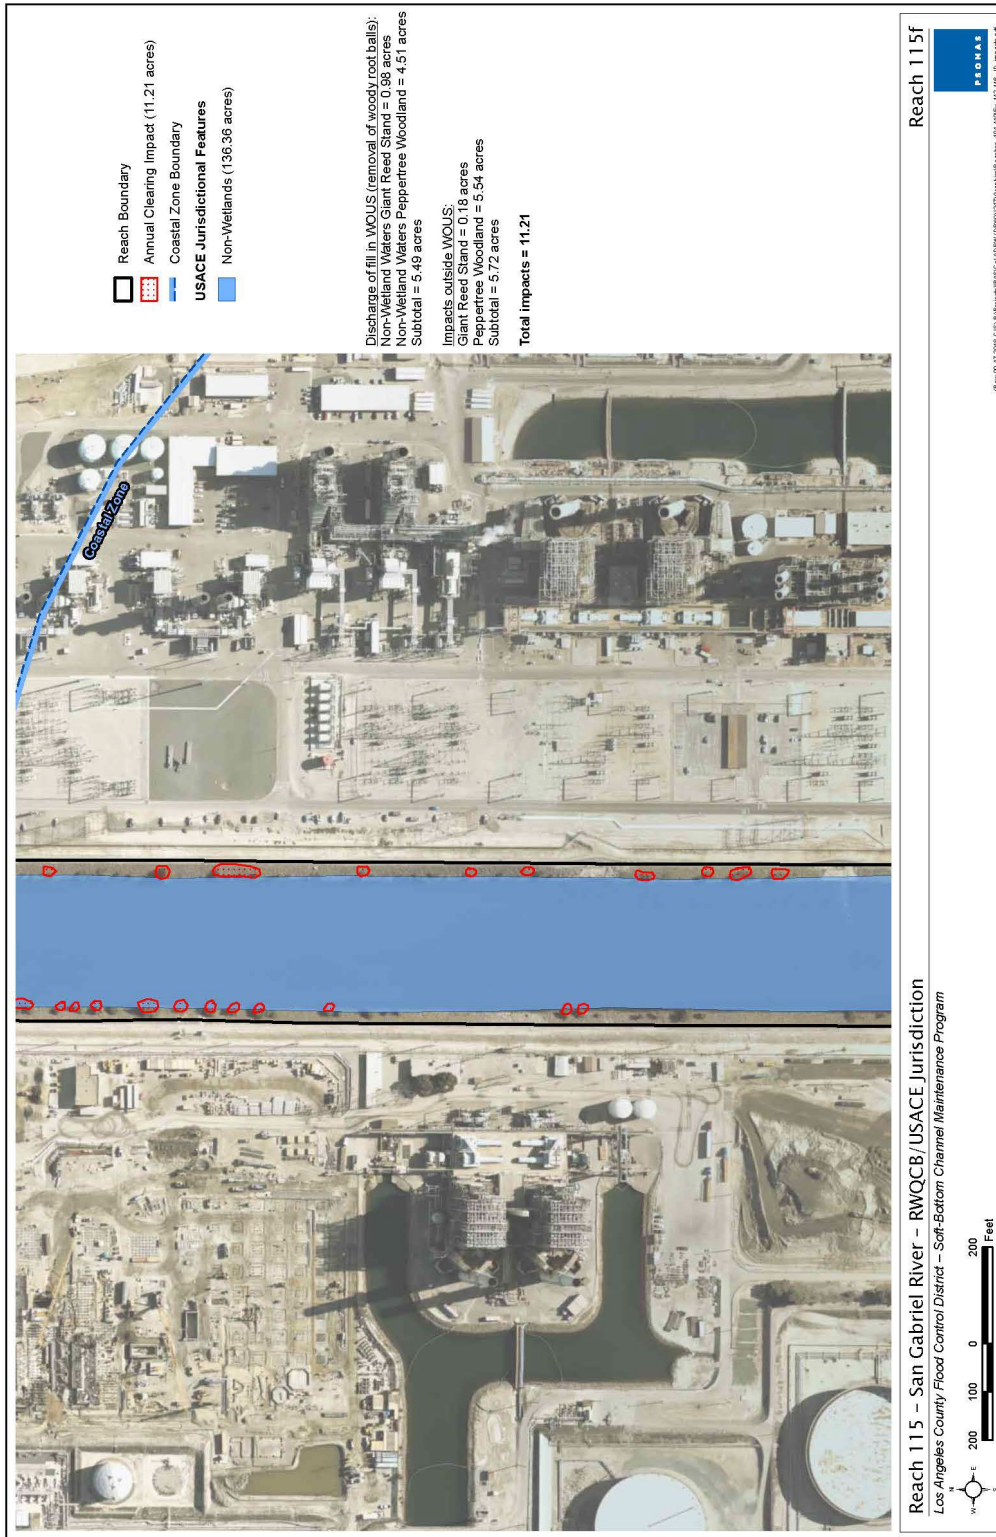 Reach Boundary
Annual Clearing Impact (11.21 acres)
Coastal Zone Boundary
USACE Jurisdictional Features
Non-Wetlands (136.36 acres)
Discharge of fill in WOUS (removal of woody root balls):
Non-Wetland Waters Giant Reed Stand = 0.98 acres
Non-Wetland Waters Peppertree Woodland = 4.51 acres
Subtotal = 5.49 acres
Impacts outside WOUS:
Giant Reed Stand = 0.18 acres
Peppertree Woodland = 5.54 acres
Subtotal = 5.72 acres
Total impacts = 11.21
Coastal Zone
Reach 115 – San Gabriel River – RWQCB/USACE Jurisdiction
Reach 115f
Los Angeles County Flood Control District – Soft-Bottom Channel Maintenance Program
N
W
E
S
200
100
0
200
Feet
PSOMAS